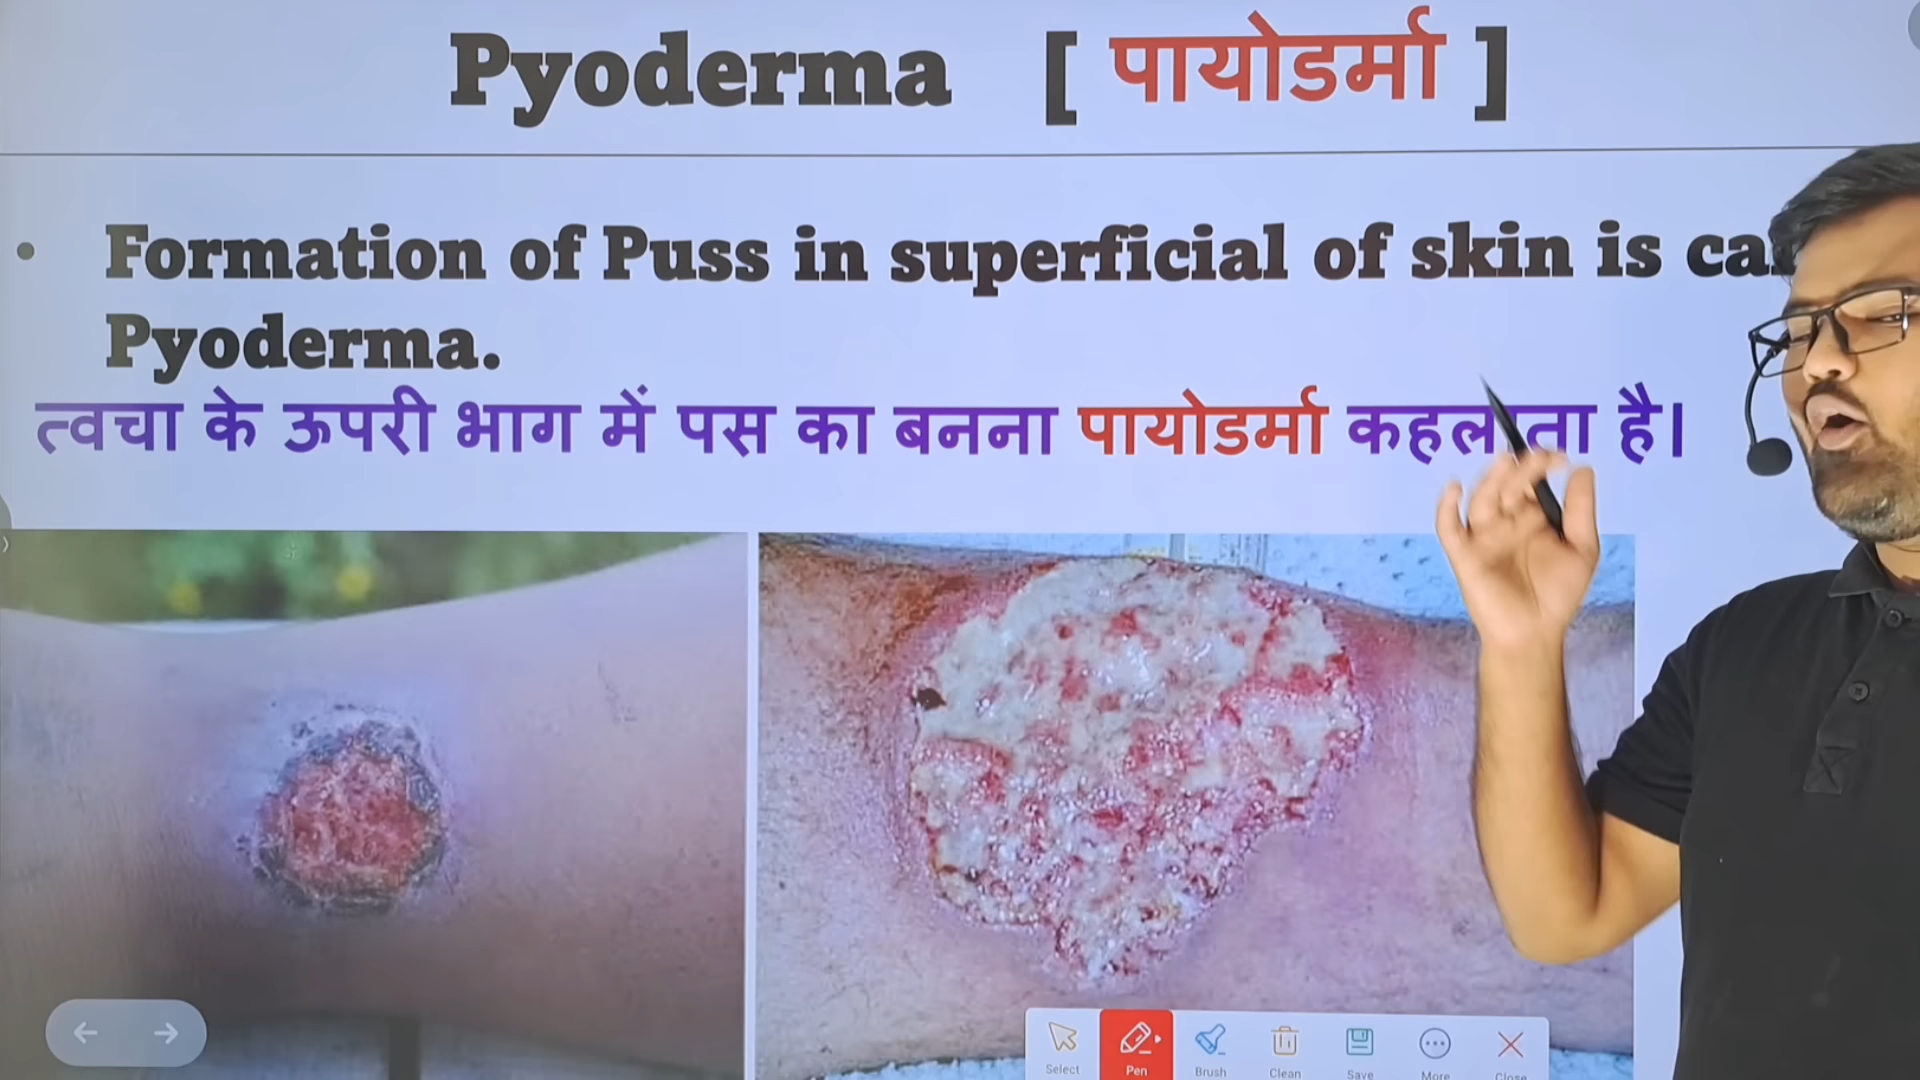 Pyoderma [ पायोडर्मा ]
• Formation of Puss in superficial of skin is
Pyoderma.
त्वचा के ऊपरी भाग में पस का बनना पायोडर्मा कहलाता है।
Select Pen Brush Clean Save More Close